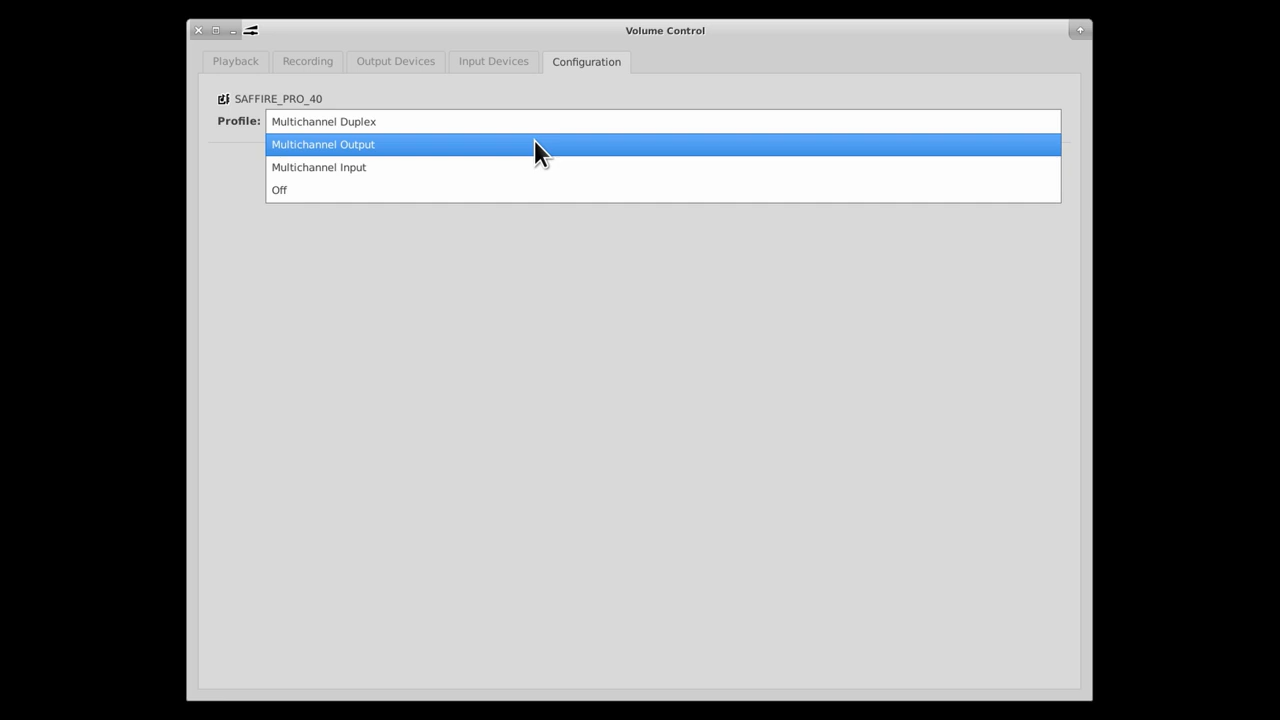 Volume Control
Playback Recording Output Devices Input Devices Configuration
SAFFIRE_PRO_40
Profile: Multichannel Duplex
Multichannel Output
Multichannel Input
Off